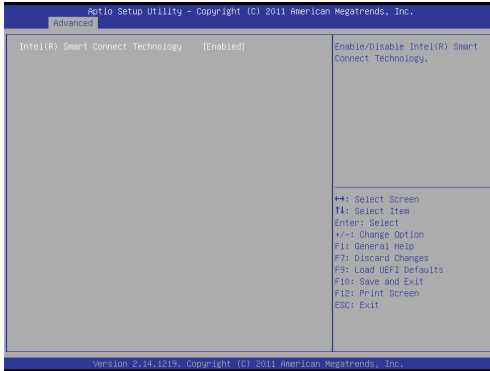 Aptio Setup Utility – Copyright (C) 2011 American Megatrends, Inc.
Advanced
Intel(R) Smart Connect Technology [Enabled]
Enable/Disable Intel(R) Smart
Connect Technology.
↔: Select Screen
↑↓: Select Item
Enter: Select
+/-: Change Option
F1: General Help
F7: Discard Changes
F9: Load UEFI Defaults
F10: Save and Exit
F12: Print Screen
ESC: Exit
Version 2.14.1219. Copyright (C) 2011 American Megatrends, Inc.